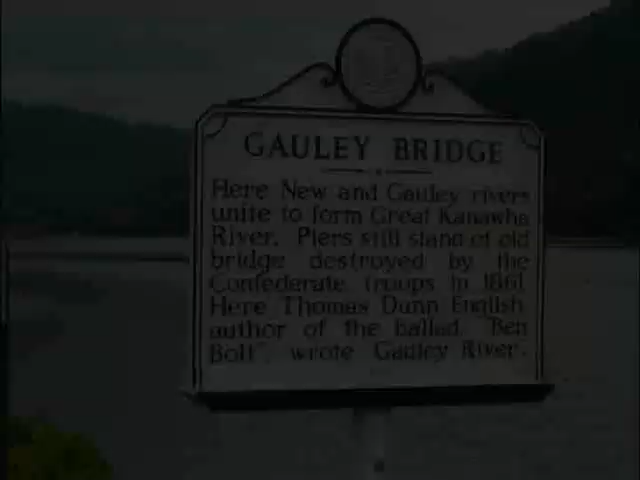 GAULEY BRIDGE
Here New and Gauley rivers
unite to form Great Kanawha
River. Piers still stand of old
bridge destroyed by the
Confederate troops in 1861.
Here Thomas Dunn English,
author of the ballad, "Ben
Bolt", wrote "Gauley River".